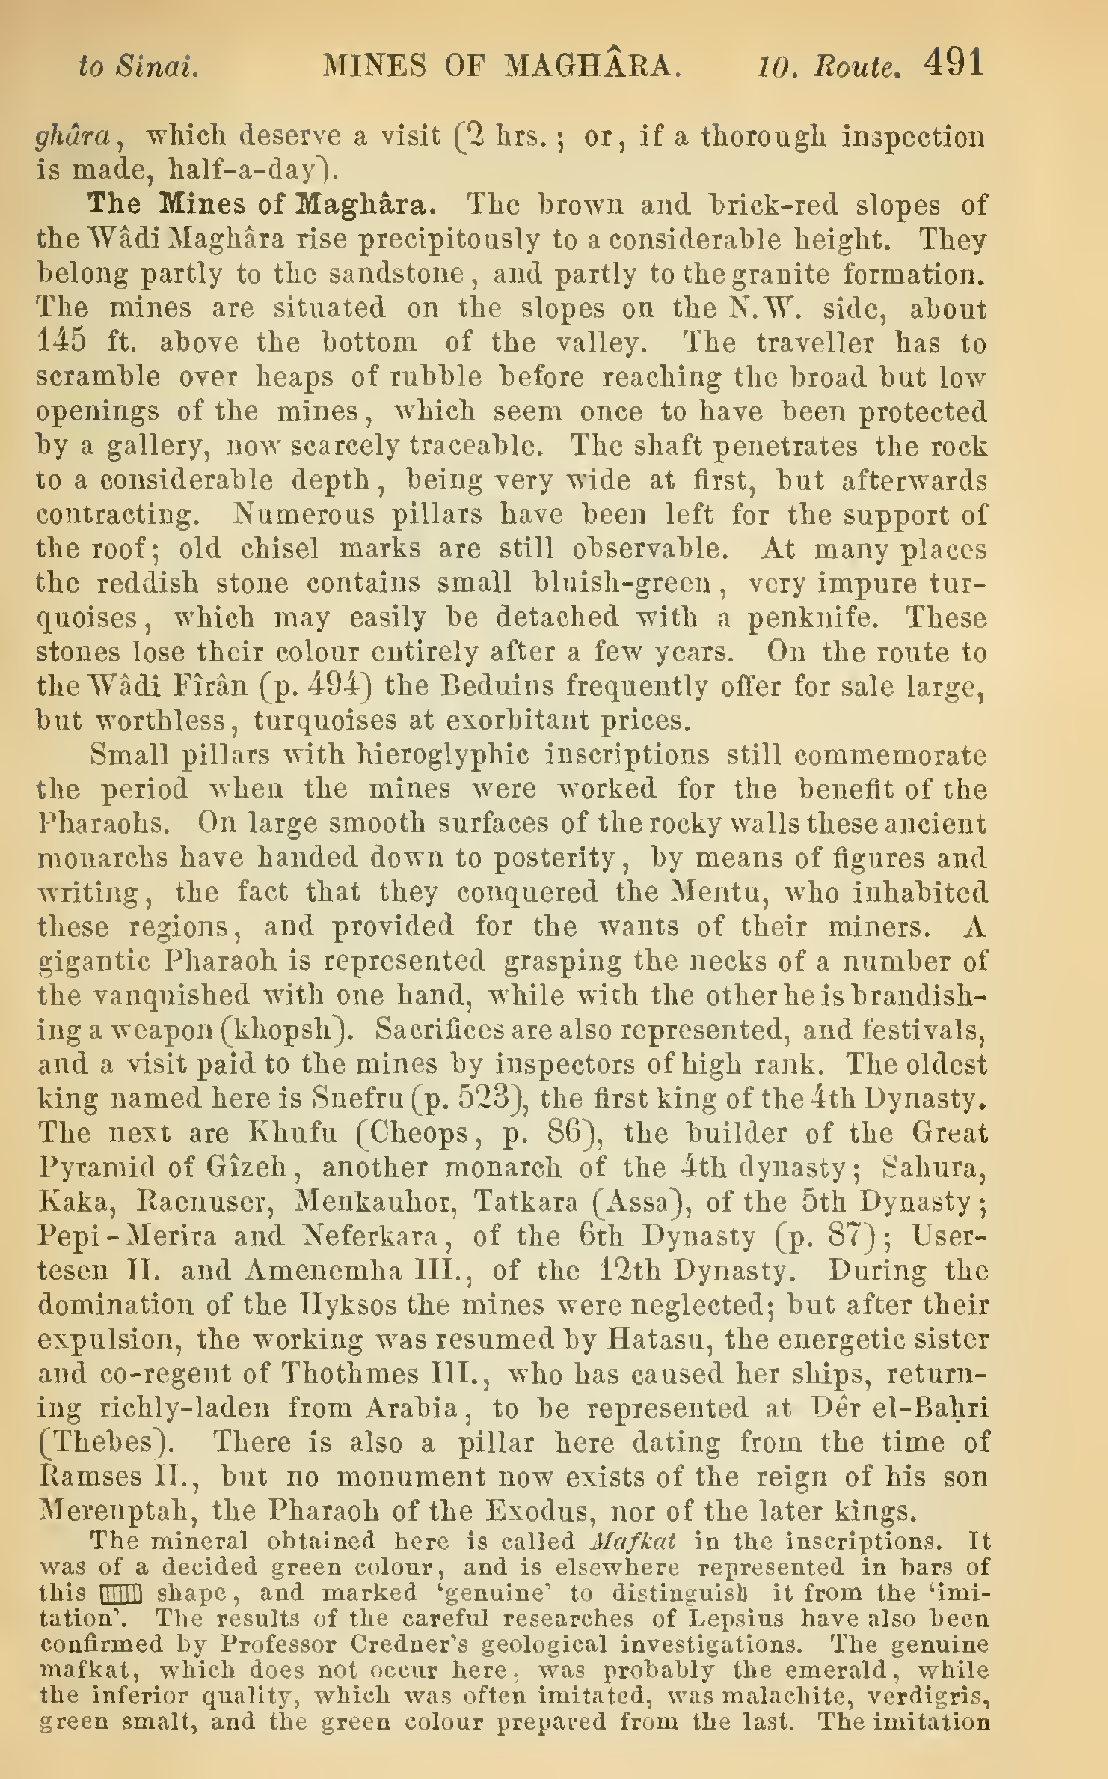 to Sinai. MINES OF MAGHÂRA. 10. Route. 491
ghâra, which deserve a visit (2 hrs.; or, if a thorough inspection
is made, half-a-day).
The Mines of Maghâra. The brown and brick-red slopes of
the Wâdi Maghâra rise precipitously to a considerable height. They
belong partly to the sandstone, and partly to the granite formation.
The mines are situated on the slopes on the N.W. side, about
145 ft. above the bottom of the valley. The traveller has to
scramble over heaps of rubble before reaching the broad but low
openings of the mines, which seem once to have been protected
by a gallery, now scarcely traceable. The shaft penetrates the rock
to a considerable depth, being very wide at first, but afterwards
contracting. Numerous pillars have been left for the support of
the roof; old chisel marks are still observable. At many places
the reddish stone contains small bluish-green, very impure tur-
quoises, which may easily be detached with a penknife. These
stones lose their colour entirely after a few years. On the route to
the Wâdi Fîrân (p. 494) the Beduins frequently offer for sale large,
but worthless, turquoises at exorbitant prices.
Small pillars with hieroglyphic inscriptions still commemorate
the period when the mines were worked for the benefit of the
Pharaohs. On large smooth surfaces of the rocky walls these ancient
monarchs have handed down to posterity, by means of figures and
writing, the fact that they conquered the Mentu, who inhabited
these regions, and provided for the wants of their miners. A
gigantic Pharaoh is represented grasping the necks of a number of
the vanquished with one hand, while with the other he is brandish-
ing a weapon (khopsh). Sacrifices are also represented, and festivals,
and a visit paid to the mines by inspectors of high rank. The oldest
king named here is Snefru (p. 523), the first king of the 4th Dynasty.
The next are Khufu (Cheops, p. 86), the builder of the Great
Pyramid of Gîzeh, another monarch of the 4th dynasty; Sahura,
Kaka, Raenuser, Menkauhor, Tatkara (Assa), of the 5th Dynasty;
Pepi-Merira and Neferkara, of the 6th Dynasty (p. 87); User-
tesen II. and Amenemha III., of the 12th Dynasty. During the
domination of the Hyksos the mines were neglected; but after their
expulsion, the working was resumed by Hatasu, the energetic sister
and co-regent of Thothmes III., who has caused her ships, return-
ing richly-laden from Arabia, to be represented at Dêr el-Baḥri
(Thebes). There is also a pillar here dating from the time of
Ramses II., but no monument now exists of the reign of his son
Merenptah, the Pharaoh of the Exodus, nor of the later kings.
The mineral obtained here is called Mafkat in the inscriptions. It
was of a decided green colour, and is elsewhere represented in bars of
this shape, and marked 'genuine' to distinguish it from the 'imi-
tation'. The results of the careful researches of Lepsius have also been
confirmed by Professor Credner's geological investigations. The genuine
mafkat, which does not occur here, was probably the emerald, while
the inferior quality, which was often imitated, was malachite, verdigris,
green smalt, and the green colour prepared from the last. The imitation